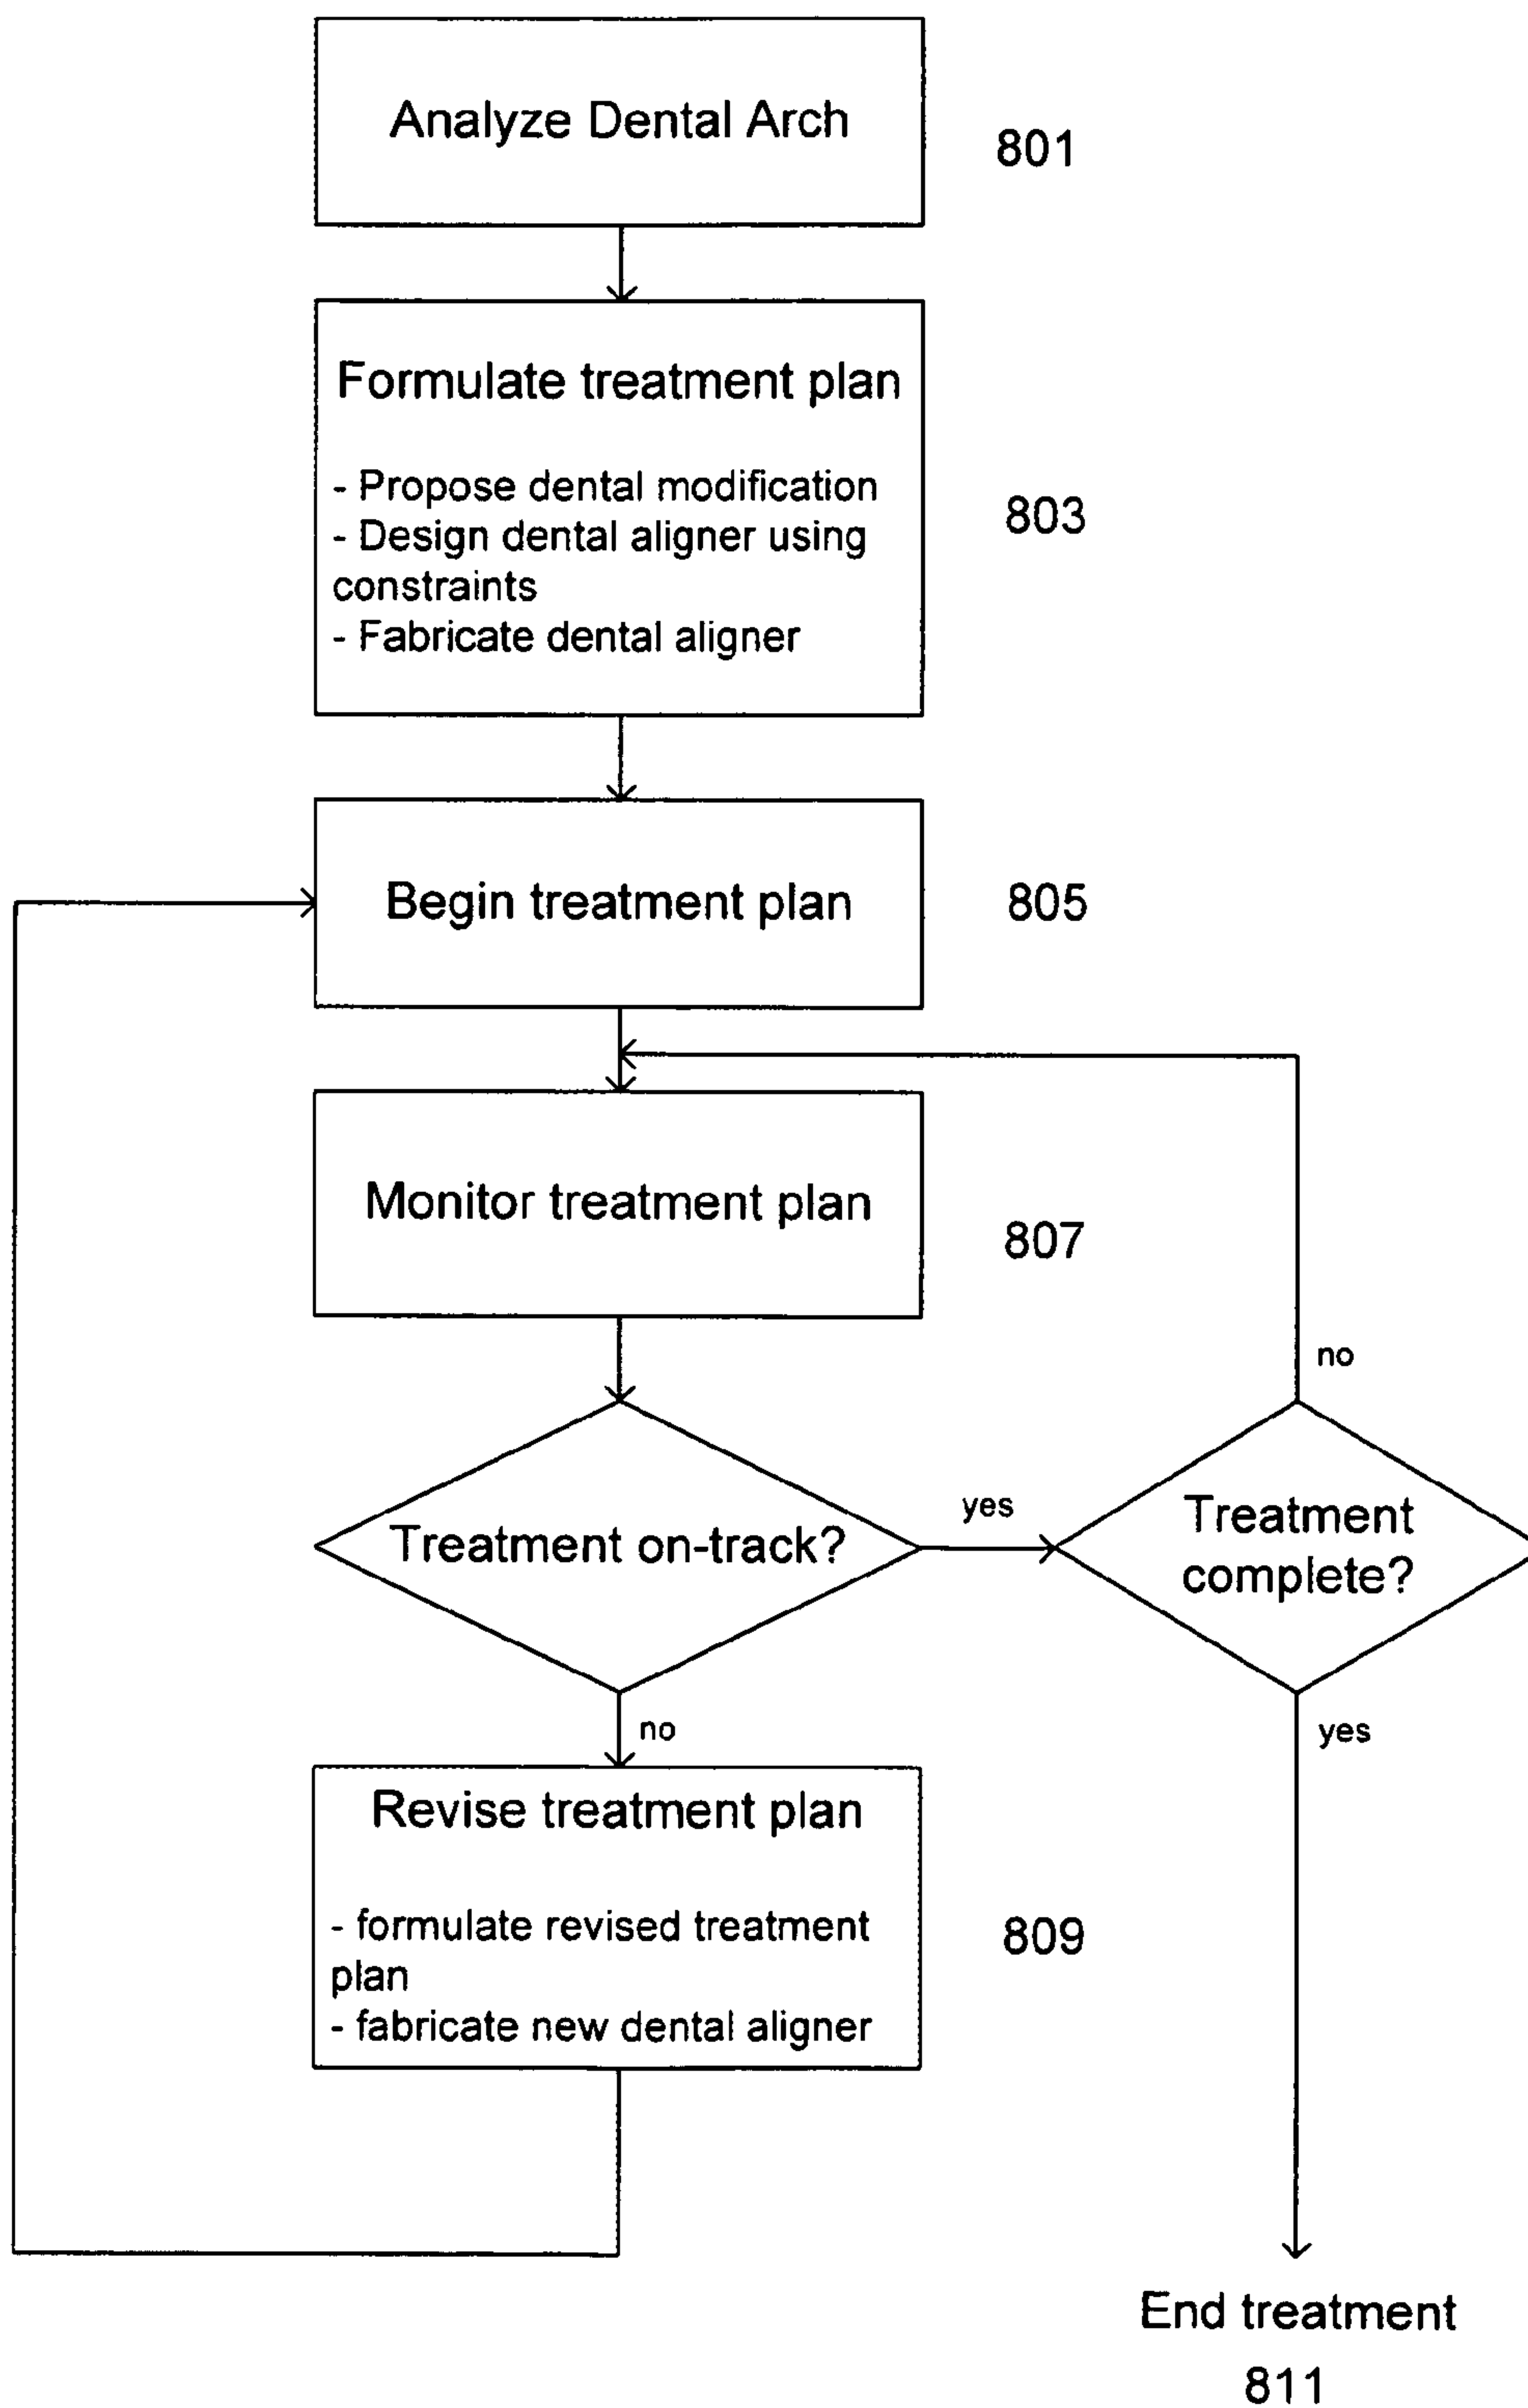 Analyze Dental Arch
801
Formulate treatment plan
- Propose dental modification
- Design dental aligner using
constraints
- Fabricate dental aligner
803
Begin treatment plan
805
Monitor treatment plan
807
no
Treatment on-track?
yes
Treatment
complete?
no
yes
Revise treatment plan
- formulate revised treatment
plan
- fabricate new dental aligner
809
End treatment
811